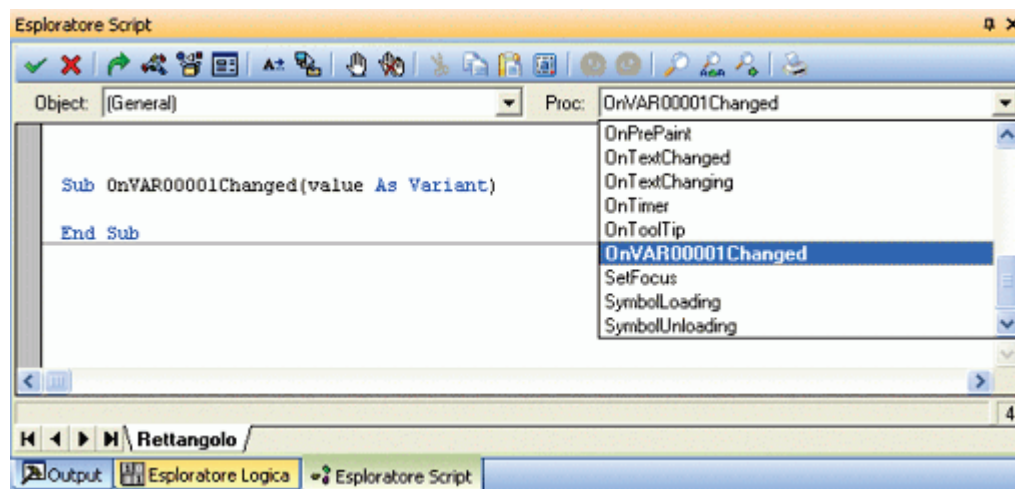 Esploratore Script
Object: (General) Proc: OnVAR00001Changed
OnPrePaint
OnTextChanged
OnTextChanging
OnTimer
OnToolTip
OnVAR00001Changed
SetFocus
SymbolLoading
SymbolUnloading
Sub OnVAR00001Changed(value As Variant)
End Sub
4
Rettangolo
Output Esploratore Logica Esploratore Script